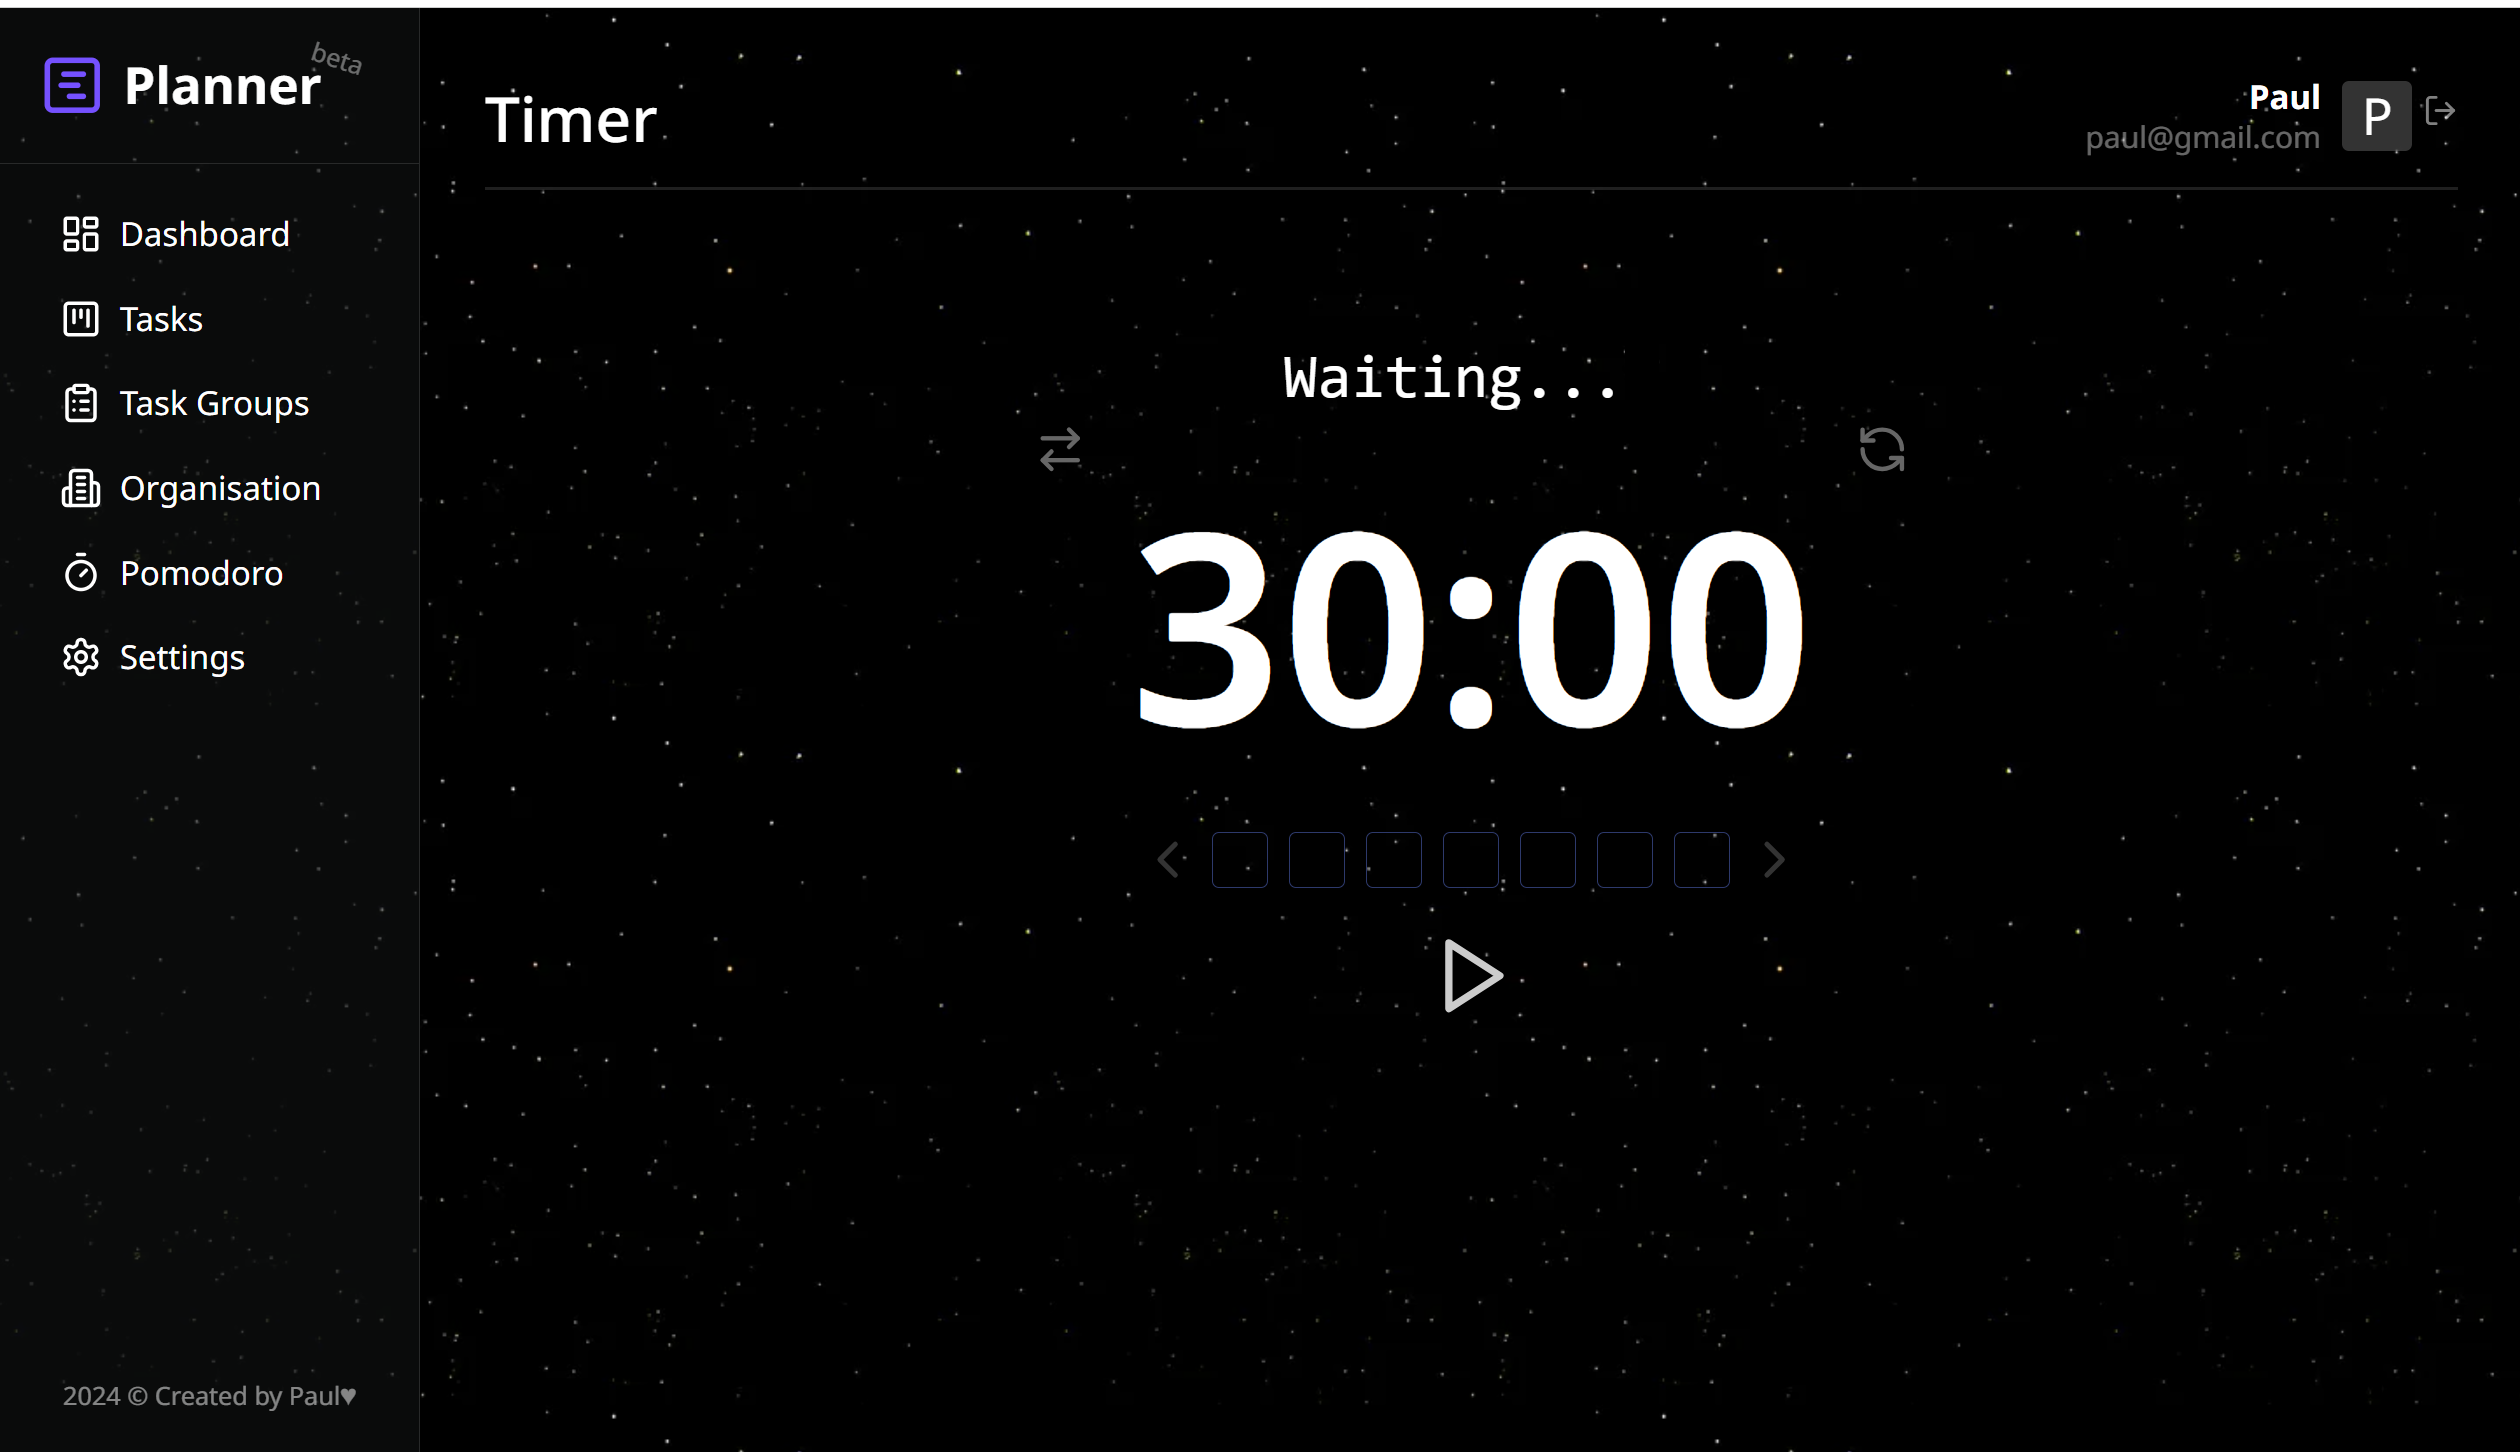 Planner
beta
Dashboard
Tasks
Task Groups
Organisation
Pomodoro
Settings
2024 © Created by Paul♥
Timer
Paul
paul@gmail.com
P
Waiting...
30:00